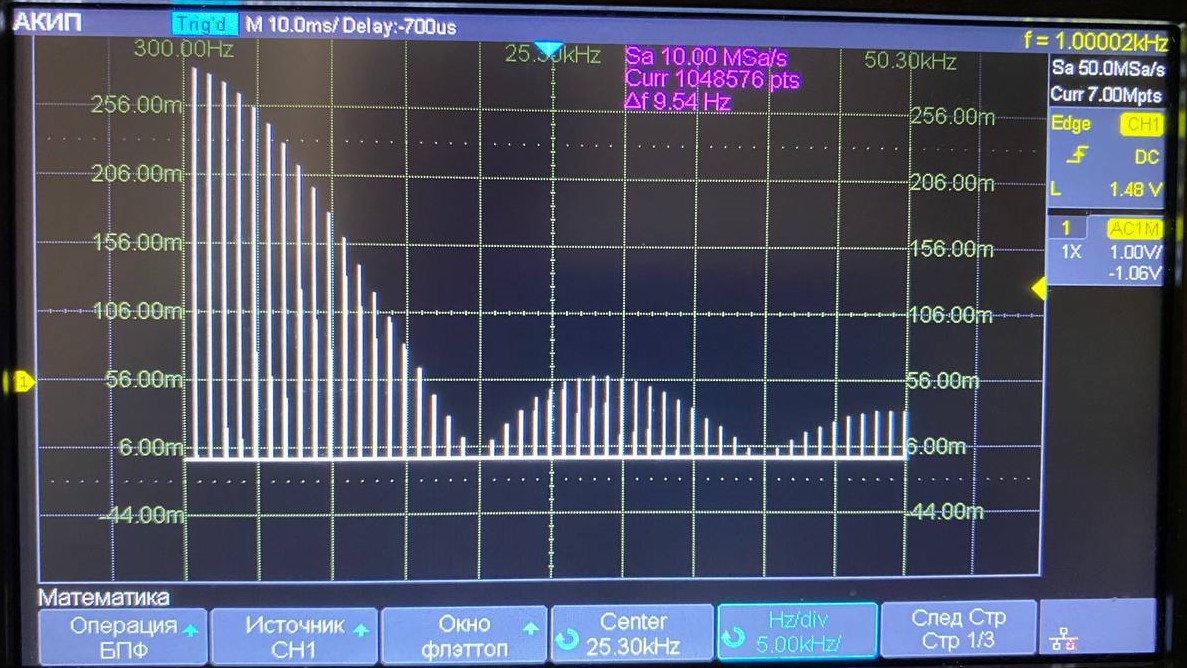 АКИП Trig'd M 10.0ms/ Delay:-700us
f = 1.00002kHz
300.00Hz 25.30kHz 50.30kHz
Sa 10.00 MSa/s
Curr 1048576 pts
Δf 9.54 Hz
Sa 50.0MSa/s
Curr 7.00Mpts
Edge CH1
DC
L 1.48 V
1 AC1M
1X 1.00V/
-1.06V
256.00m 256.00m
206.00m 206.00m
156.00m 156.00m
106.00m 106.00m
1
56.00m 56.00m
6.00m 6.00m
-44.00m -44.00m
Математика
Операция
БПФ
Источник
CH1
Окно
флэттоп
Center
25.30kHz
Hz/div
5.00kHz/
След Стр
Стр 1/3